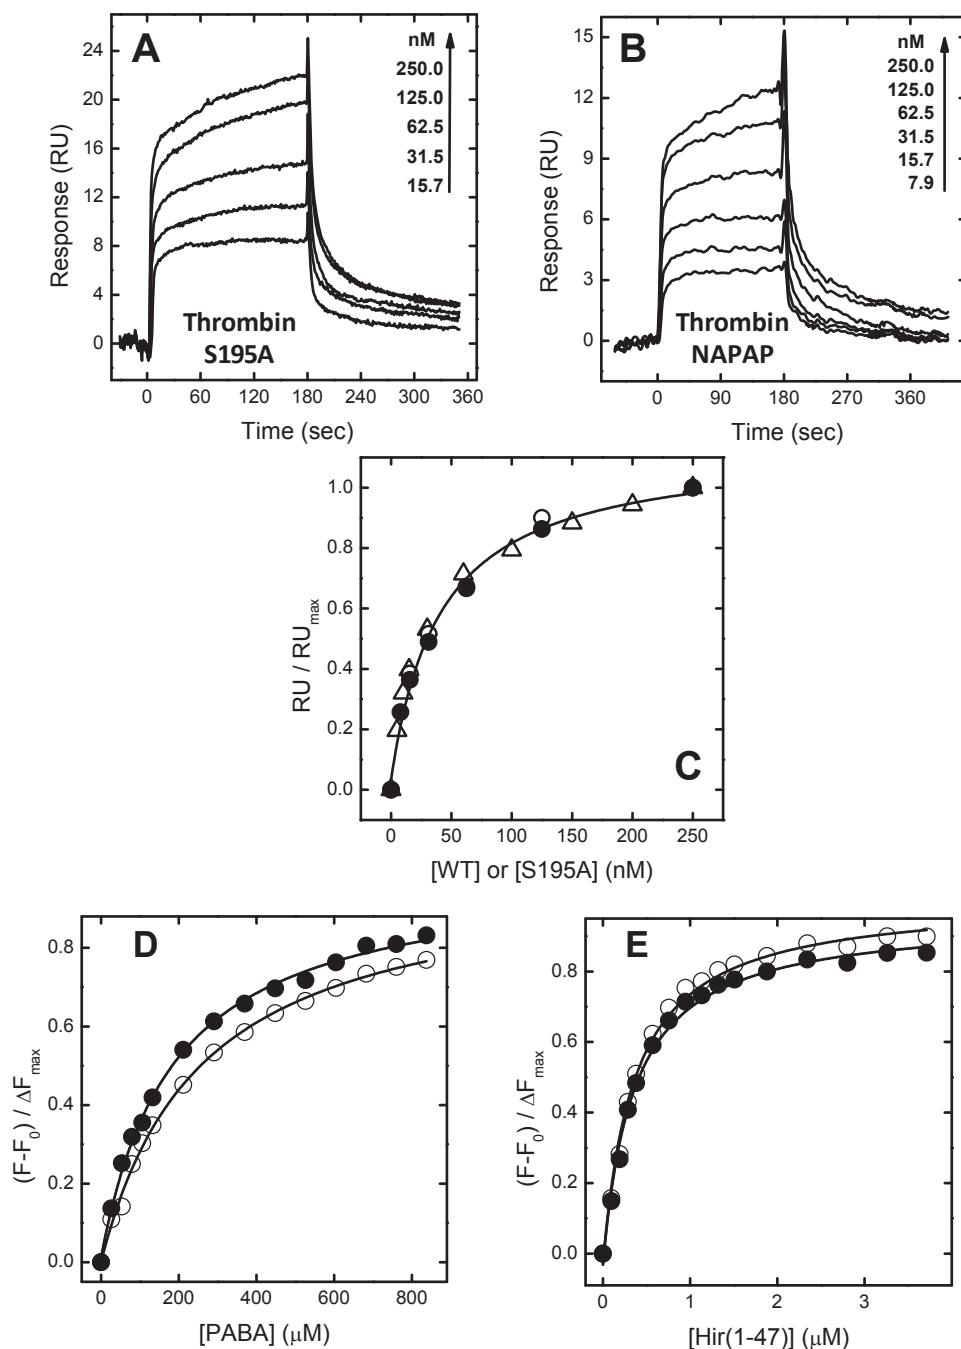 A
nM
250.0
125.0
62.5
31.5
15.7
Thrombin
S195A
24
20
16
12
8
4
0
Response (RU)
0 60 120 180 240 300 360
Time (sec)
B
nM
250.0
125.0
62.5
31.5
15.7
7.9
Thrombin
NAPAP
15
12
9
6
3
0
Response (RU)
0 90 180 270 360
Time (sec)
1.0
0.8
0.6
0.4
0.2
0.0
RU / RUmax
C
0 50 100 150 200 250
[WT] or [S195A] (nM)
D
0.8
0.6
0.4
0.2
0.0
(F-F0) / ΔFmax
0 200 400 600 800
[PABA] (μM)
E
0.8
0.6
0.4
0.2
0.0
(F-F0) / ΔFmax
0 1 2 3
[Hir(1-47)] (μM)